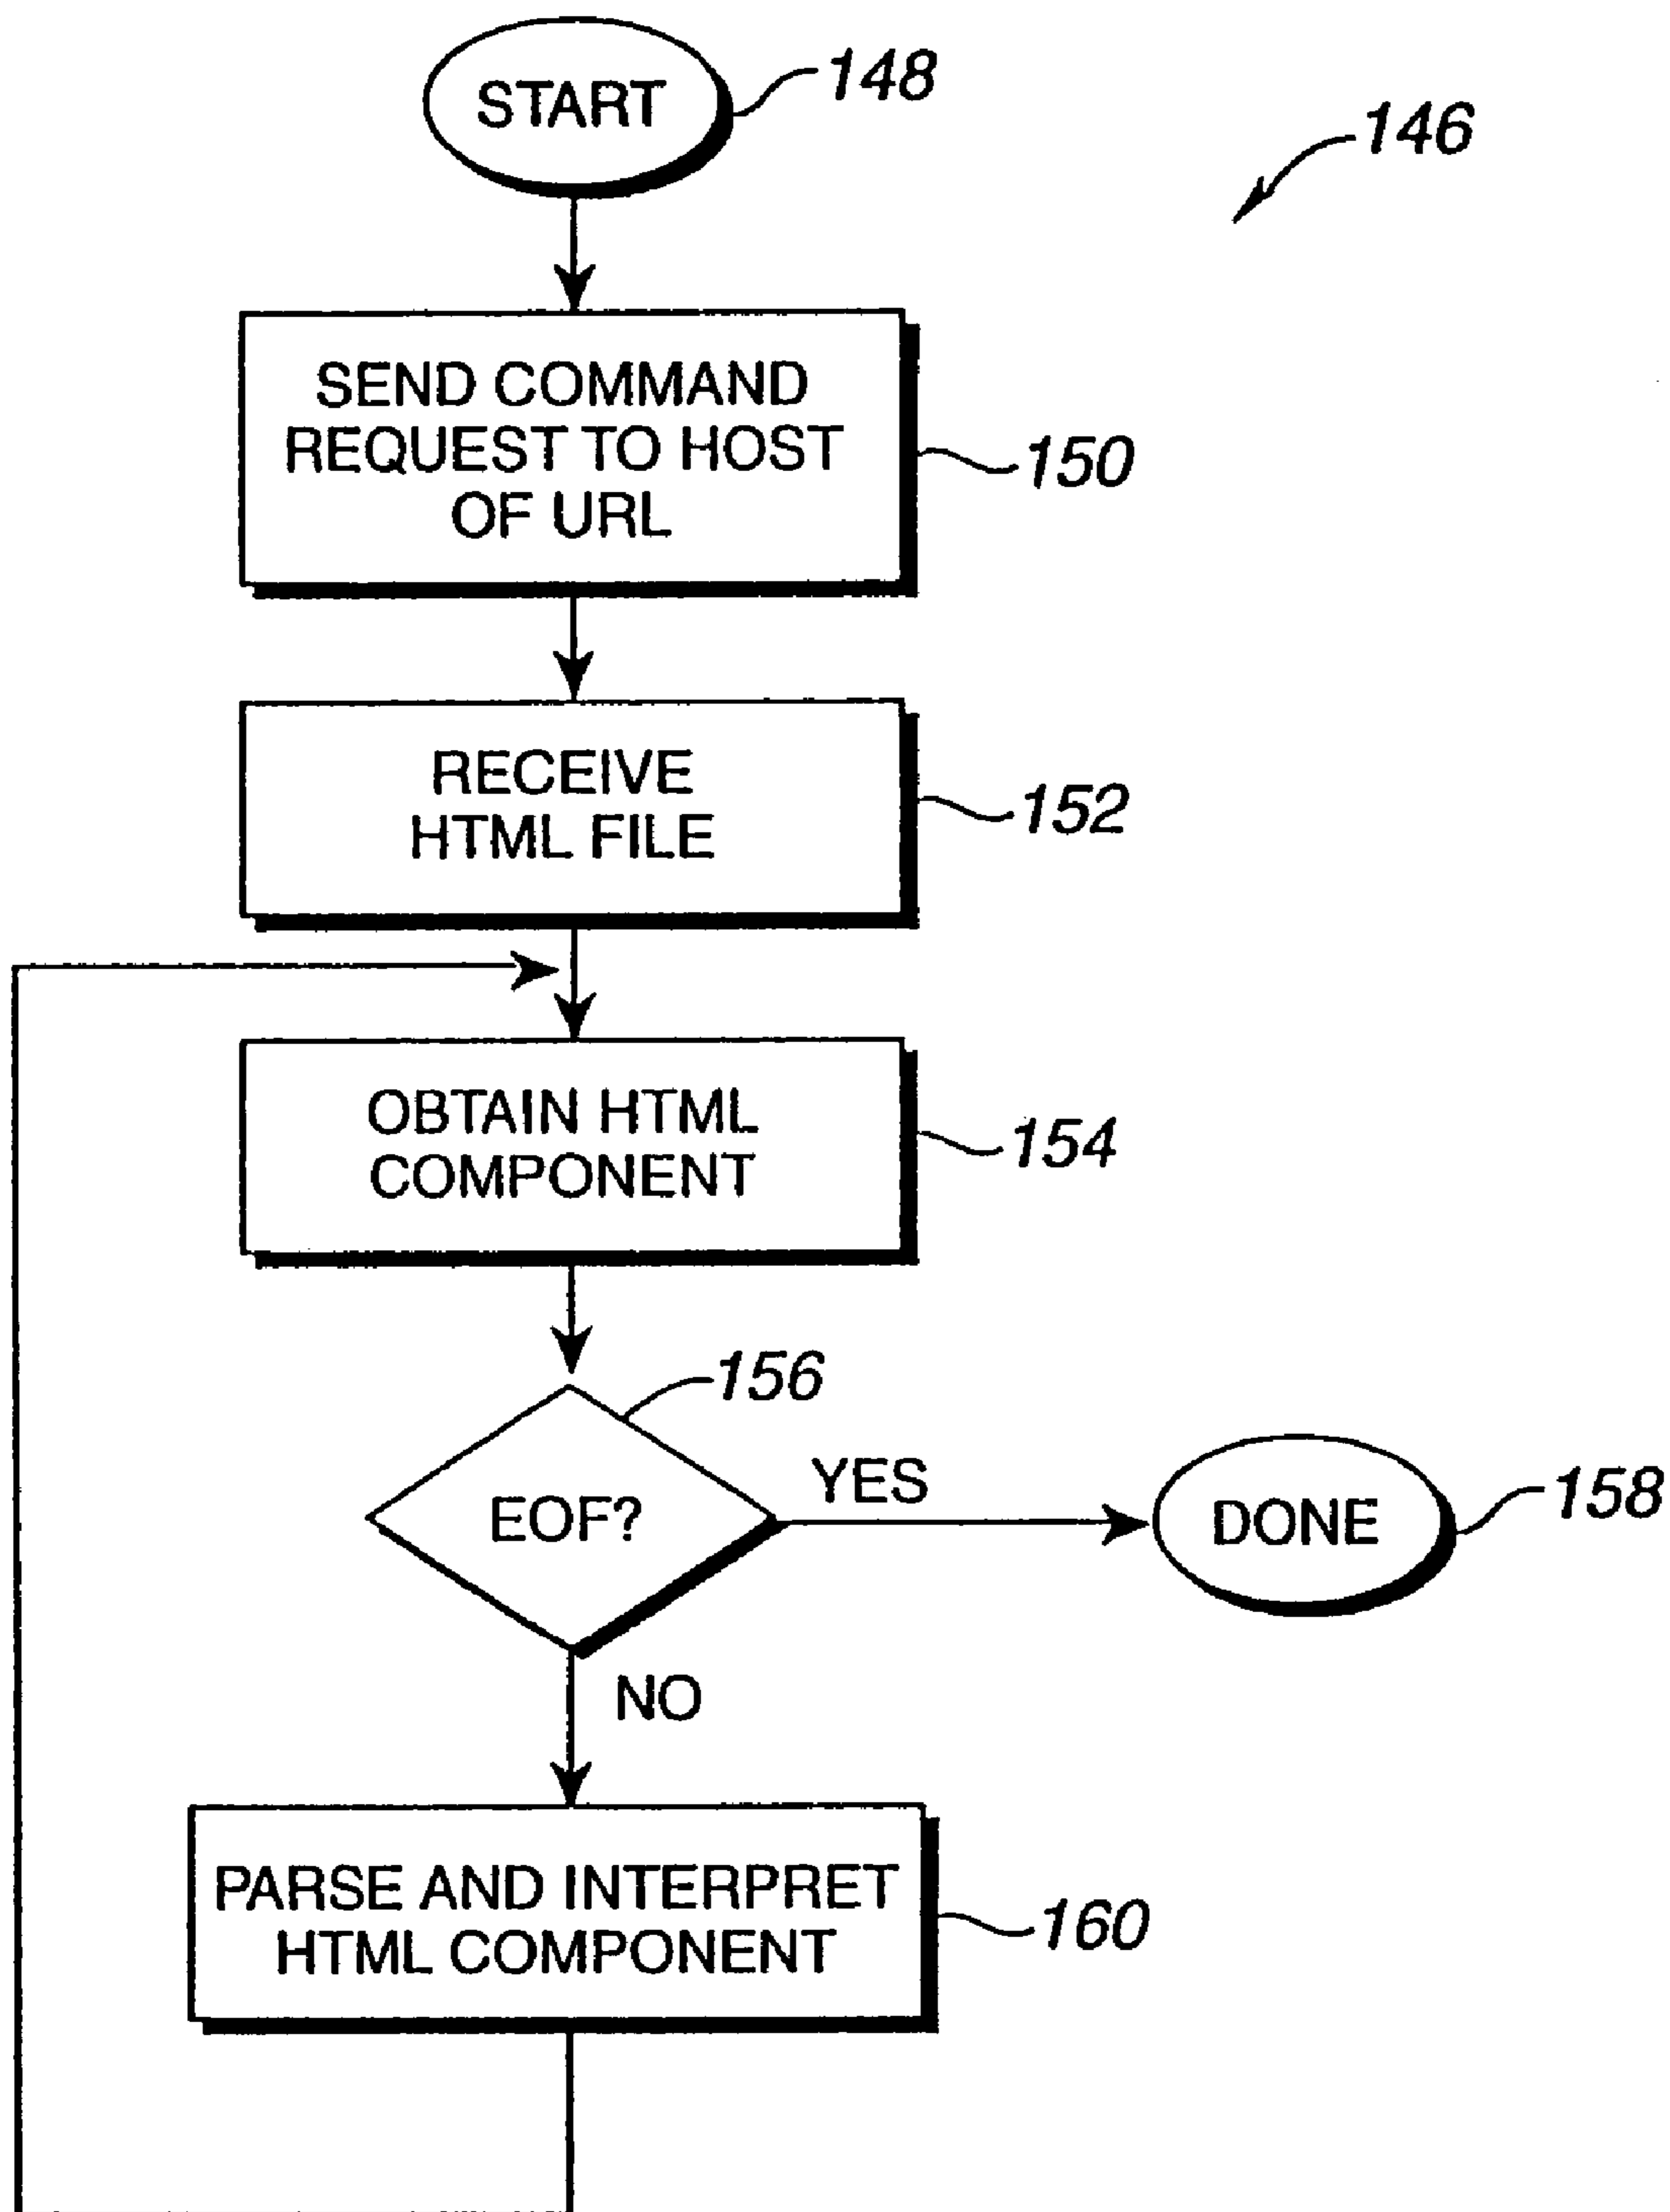 START
148
146
SEND COMMAND
REQUEST TO HOST
OF URL
150
RECEIVE
HTML FILE
152
OBTAIN HTML
COMPONENT
154
156
EOF?
YES
DONE
158
NO
PARSE AND INTERPRET
HTML COMPONENT
160